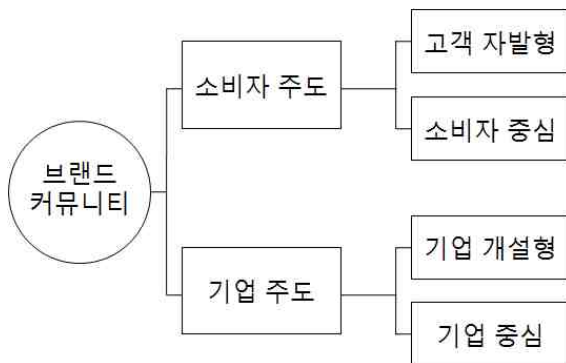 브랜드
커뮤니티
소비자 주도
고객 자발형
소비자 중심
기업 주도
기업 개설형
기업 중심